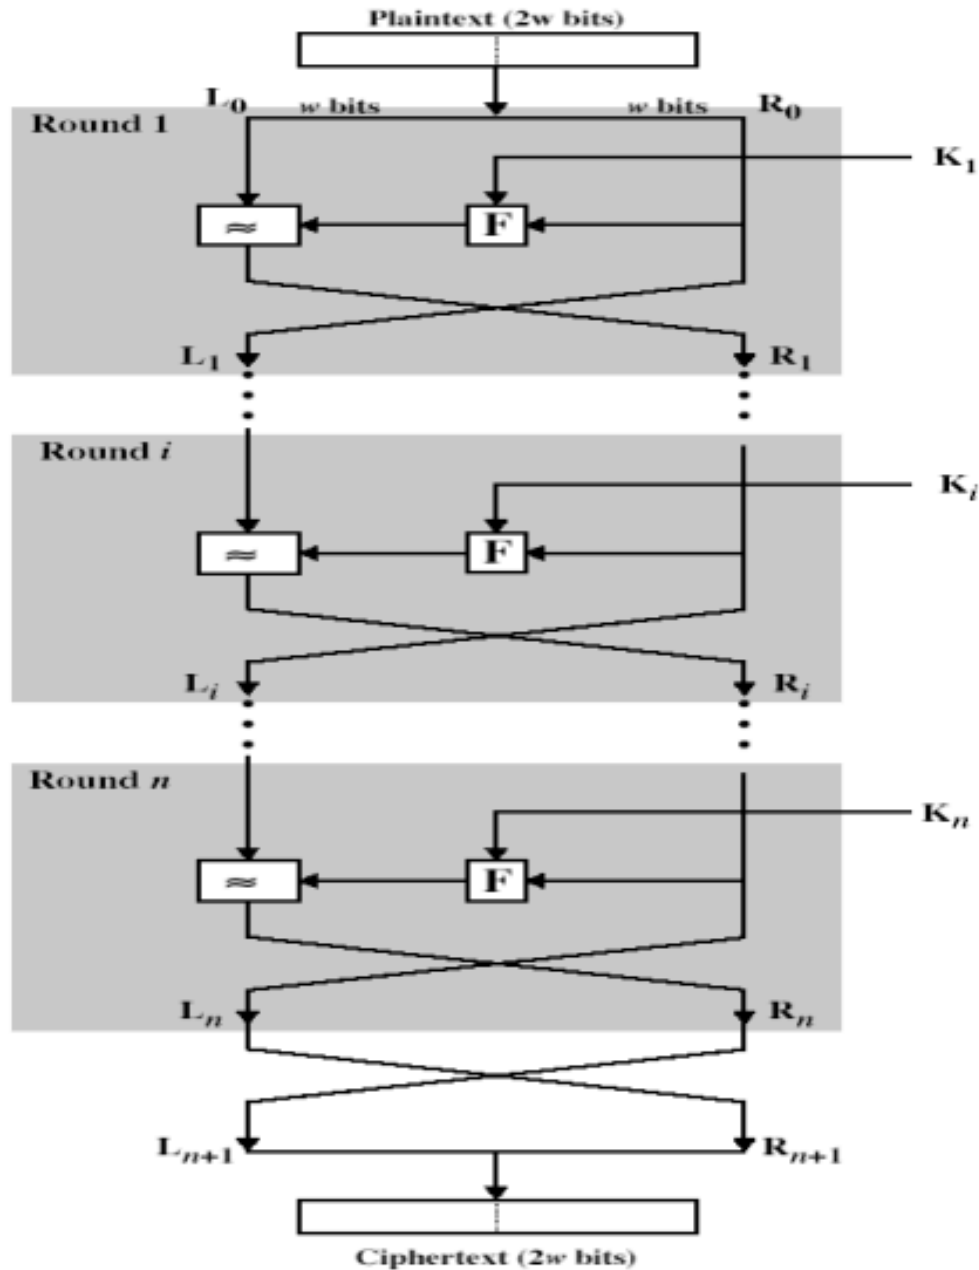 Plaintext (2w bits)
L₀ w bits w bits R₀
Round 1
K₁
≈ F
L₁ R₁
Round i
Kᵢ
≈ F
Lᵢ Rᵢ
Round n
Kₙ
≈ F
Lₙ Rₙ
Lₙ₊₁ Rₙ₊₁
Ciphertext (2w bits)